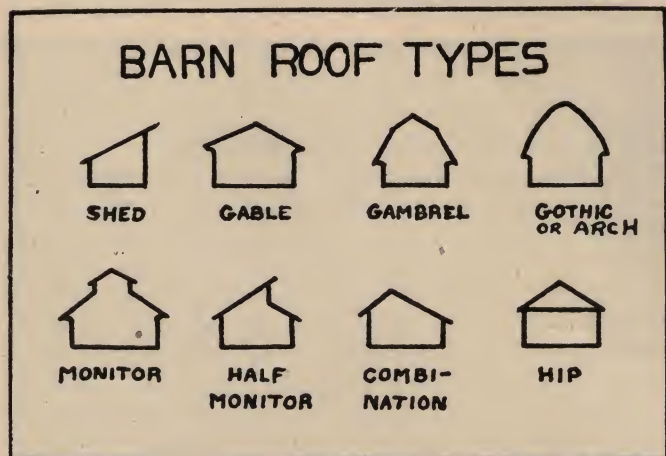 BARN ROOF TYPES
SHED
GABLE
GAMBREL
GOTHIC
OR ARCH
MONITOR
HALF
MONITOR
COMBI-
NATION
HIP